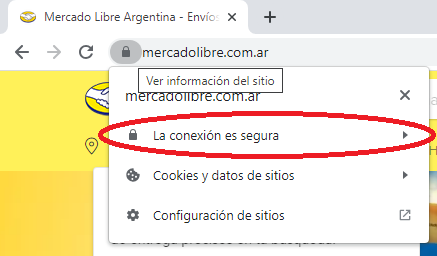 Mercado Libre Argentina - Envíos
mercadolibre.com.ar
Ver información del sitio
mercadolibre.com.ar
La conexión es segura
Cookies y datos de sitios
Configuración de sitios